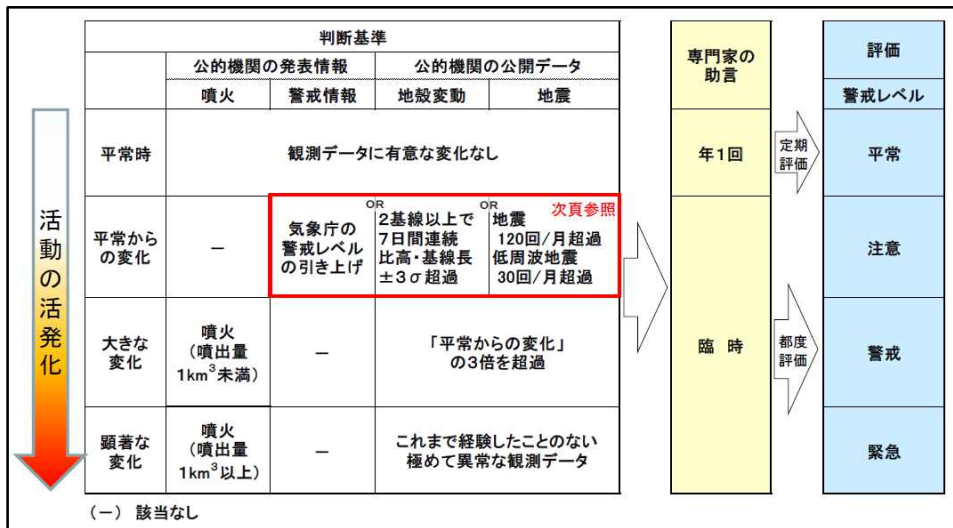 判断基準
公的機関の発表情報
公的機関の公開データ
噴火
警戒情報
地殻変動
地震
専門家の
助言
評価
警戒レベル
活動の活発化
平常時
観測データに有意な変化なし
年1回
定期
評価
平常
平常から
の変化
－
気象庁の
警戒レベル
の引き上げ
OR
2基線以上で
7日間連続
比高・基線長
±3σ超過
OR
地震
120回/月超過
低周波地震
30回/月超過
次頁参照
注意
大きな
変化
噴火
(噴出量
1km³未満)
－
「平常からの変化」
の3倍を超過
臨時
都度
評価
警戒
顕著な
変化
噴火
(噴出量
1km³以上)
－
これまで経験したことのない
極めて異常な観測データ
緊急
(－) 該当なし